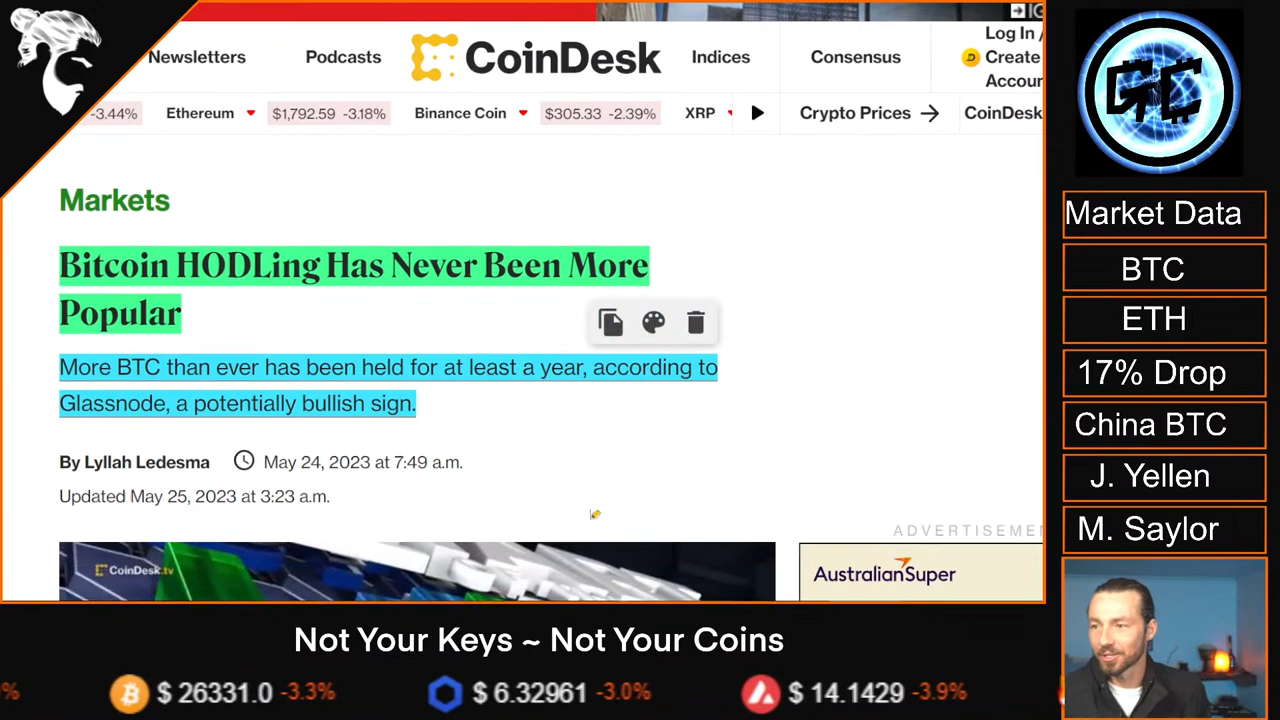 Newsletters
Podcasts
CoinDesk
Indices
Consensus
Log In /
Create
Accoun
-3.44%
Ethereum
$1,792.59 -3.18%
Binance Coin
$305.33 -2.39%
XRP
Crypto Prices →
CoinDesk
Markets
Bitcoin HODLing Has Never Been More
Popular
More BTC than ever has been held for at least a year, according to
Glassnode, a potentially bullish sign.
By Lyllah Ledesma
May 24, 2023 at 7:49 a.m.
Updated May 25, 2023 at 3:23 a.m.
ADVERTISEMEN
CoinDesk.tv
AustralianSuper
GC
Market Data
BTC
ETH
17% Drop
China BTC
J. Yellen
M. Saylor
Not Your Keys ~ Not Your Coins
%
$ 26331.0 -3.3%
$ 6.32961 -3.0%
$ 14.1429 -3.9%